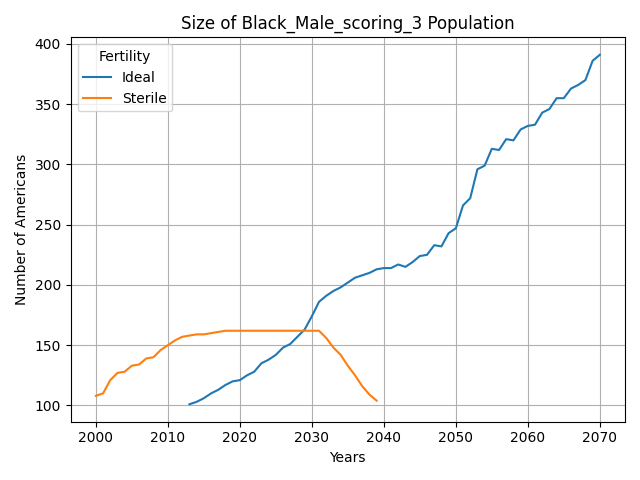 Size of Black_Male_scoring_3 Population
Fertility
Ideal
Sterile
Number of Americans
400
350
300
250
200
150
100
2000 2010 2020 2030 2040 2050 2060 2070
Years